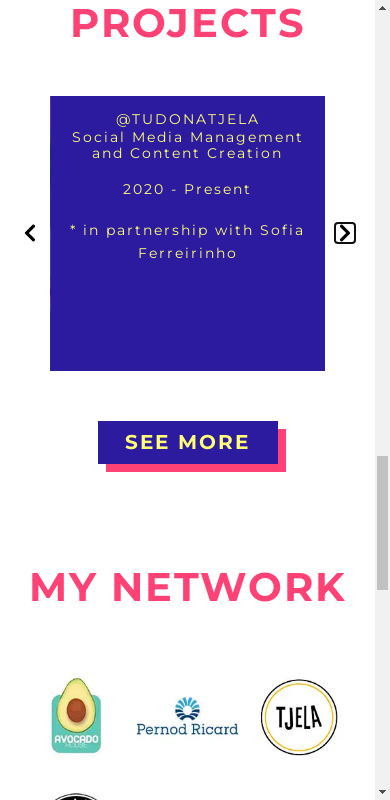 PROJECTS
@TUDONATJELA
Social Media Management
and Content Creation
2020 - Present
* in partnership with Sofia
Ferreirinho
SEE MORE
MY NETWORK
AVOCADO
HOUSE
Pernod Ricard
TJELA